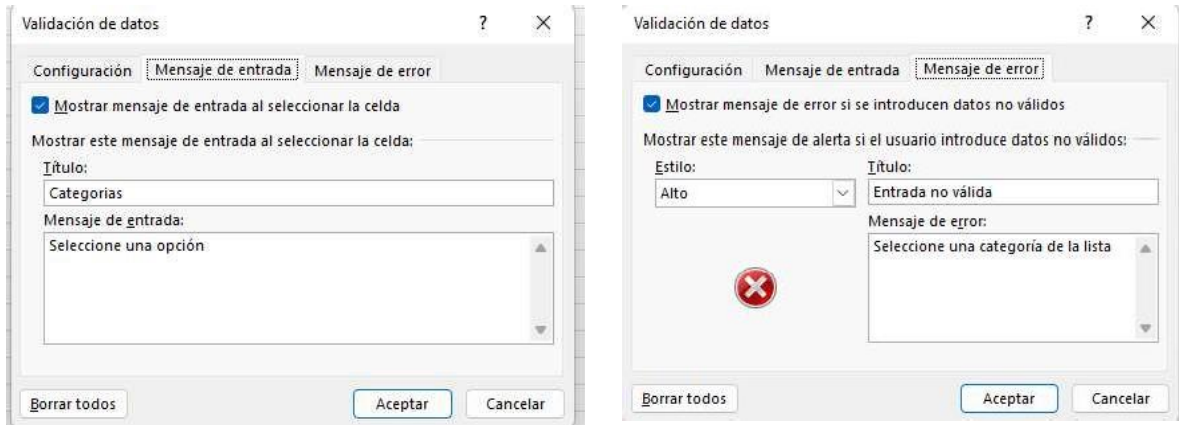 Validación de datos ? ×
Configuración Mensaje de entrada Mensaje de error
Mostrar mensaje de entrada al seleccionar la celda
Mostrar este mensaje de entrada al seleccionar la celda:
Título:
Categorias
Mensaje de entrada:
Seleccione una opción
Borrar todos Aceptar Cancelar
Validación de datos ? ×
Configuración Mensaje de entrada Mensaje de error
Mostrar mensaje de error si se introducen datos no válidos
Mostrar este mensaje de alerta si el usuario introduce datos no válidos:
Estilo: Título:
Alto Entrada no válida
Mensaje de error:
Seleccione una categoría de la lista
Borrar todos Aceptar Cancelar